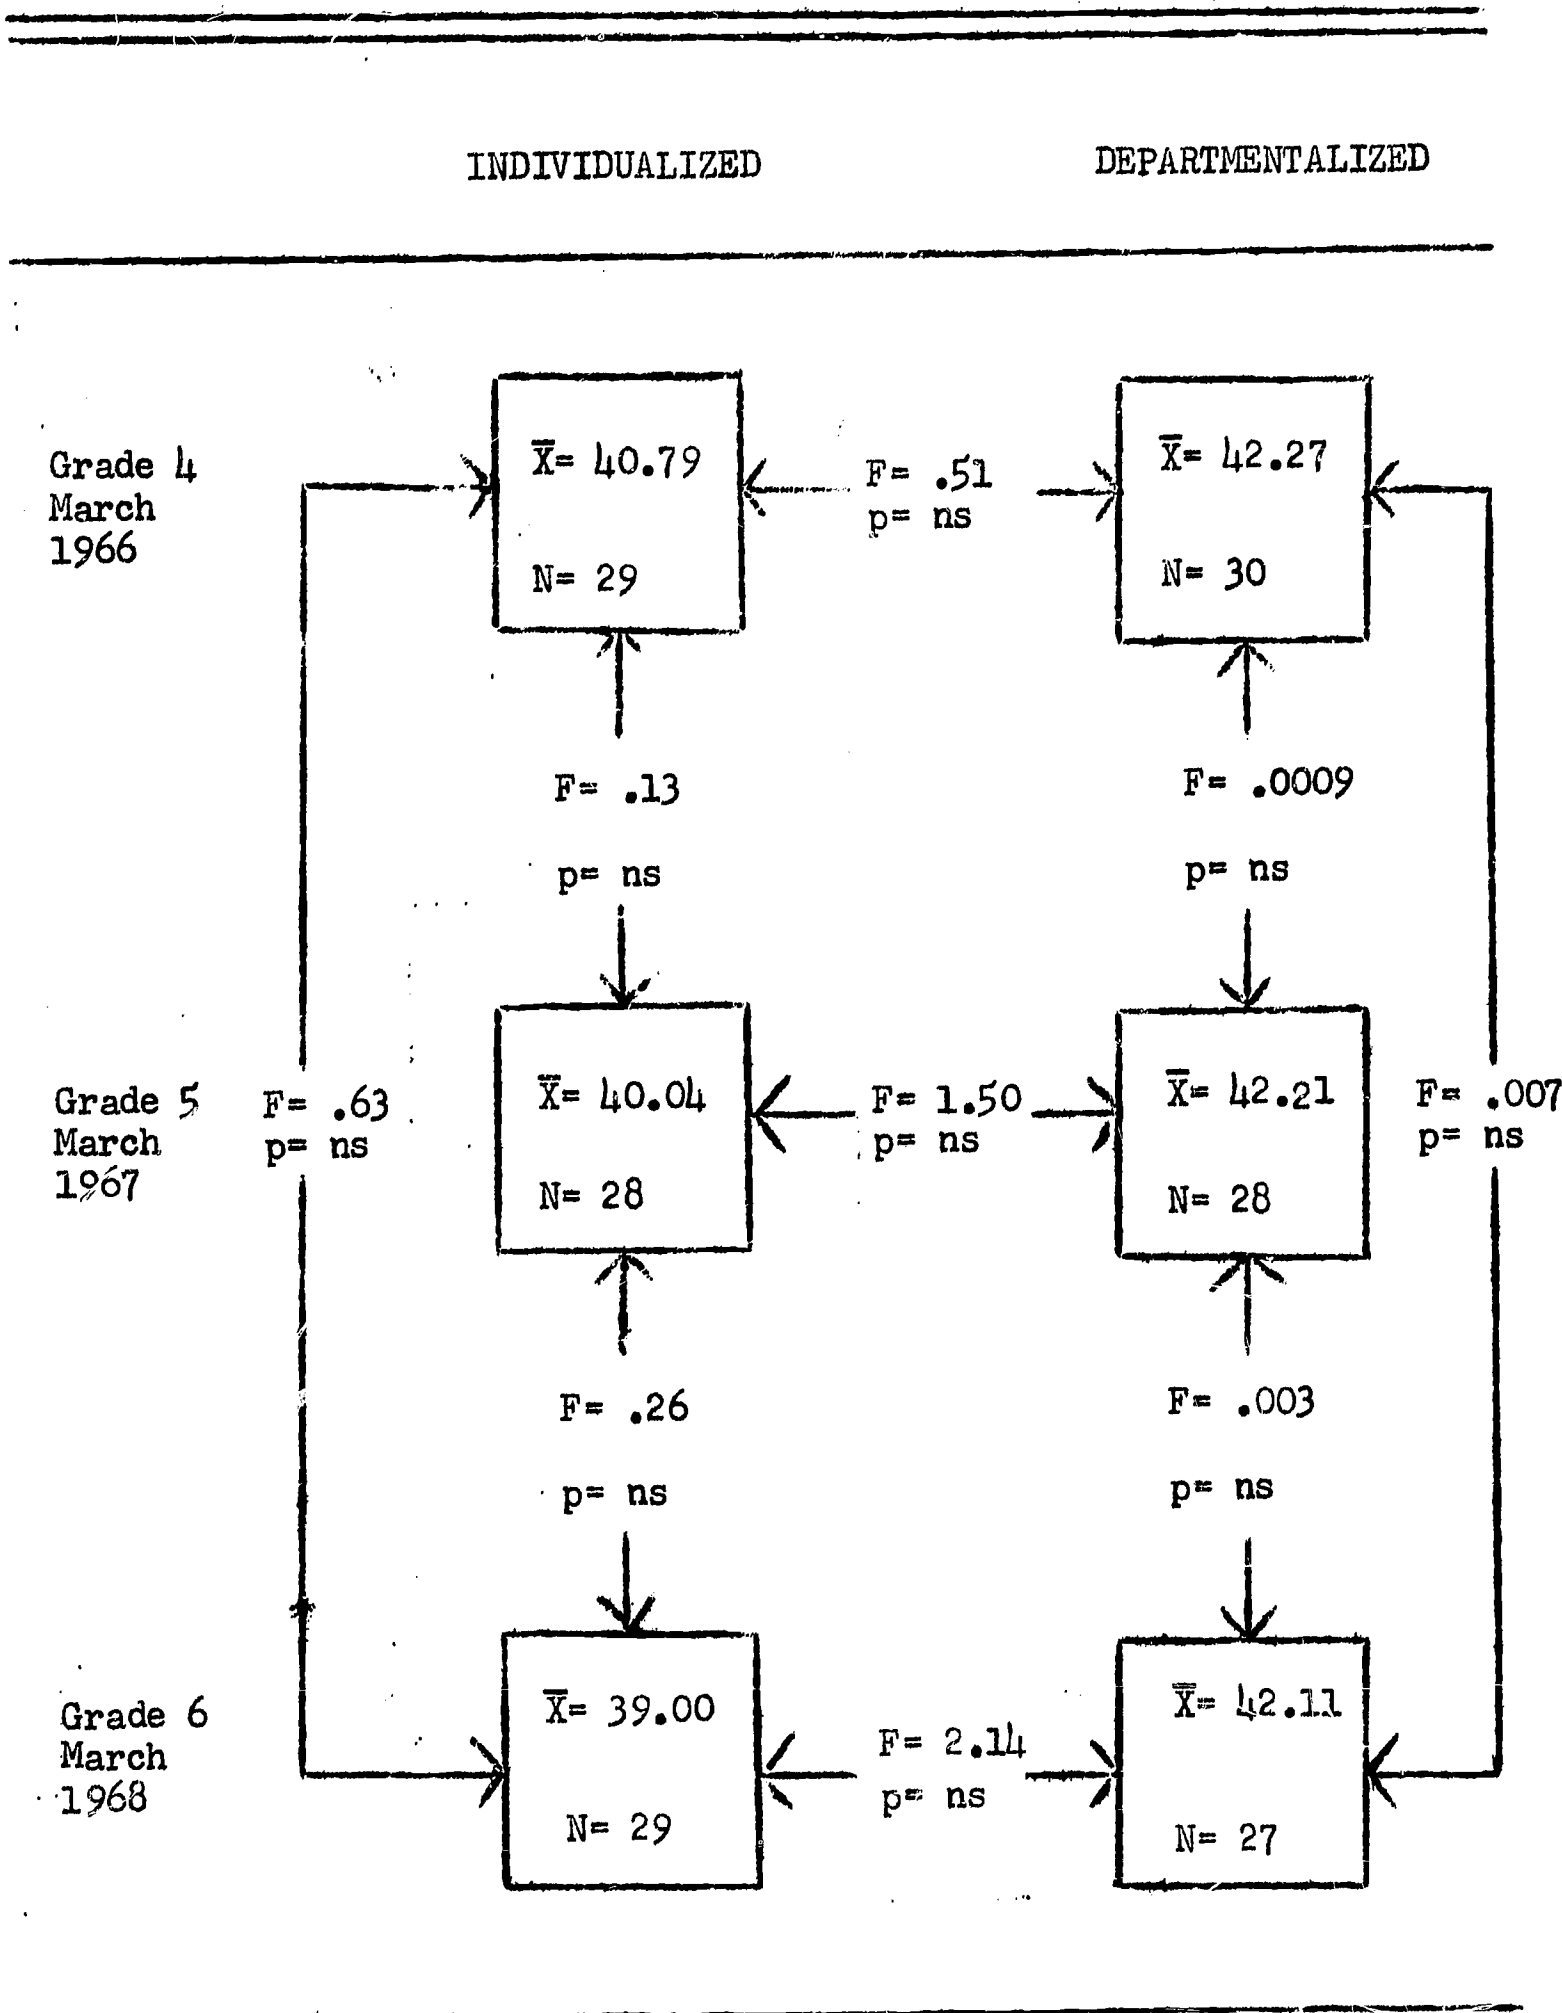 INDIVIDUALIZED DEPARTMENTALIZED
Grade 4
March
1966
X̄= 40.79
N= 29
F= .51
p= ns
X̄= 42.27
N= 30
F= .13
p= ns
F= .0009
p= ns
Grade 5
March
1967
F= .63
p= ns
X̄= 40.04
N= 28
F= 1.50
p= ns
X̄= 42.21
N= 28
F= .007
p= ns
F= .26
p= ns
F= .003
p= ns
Grade 6
March
1968
X̄= 39.00
N= 29
F= 2.14
p= ns
X̄= 42.11
N= 27